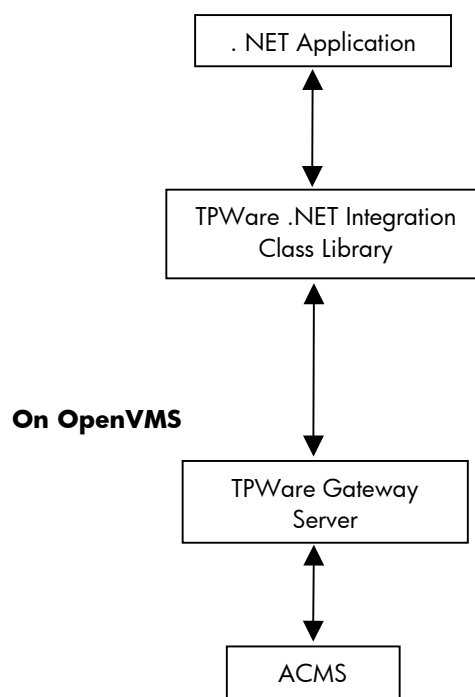 . NET Application
TPWare .NET Integration
Class Library
On OpenVMS
TPWare Gateway
Server
ACMS